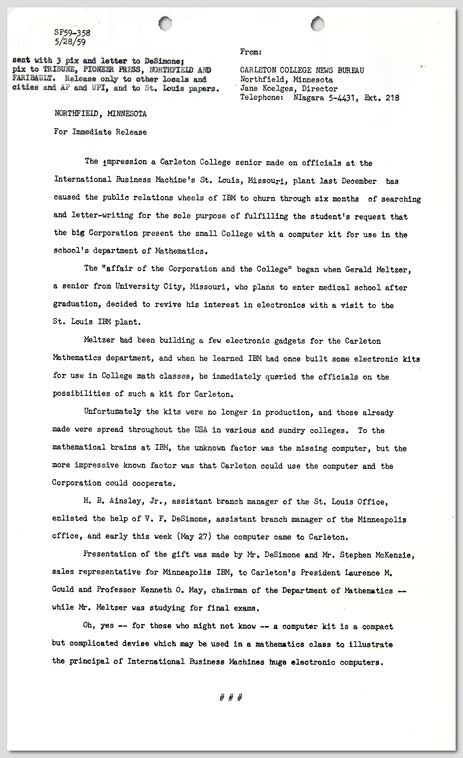 SP59-358
5/28/59
sent with 3 pix and letter to DeSimone;
pix to TRIBUNE, PIONEER PRESS, NORTHFIELD AND
FARIBAULT. Release only to other locals and
cities and AP and UPI, and to St. Louis papers.
From:
CARLETON COLLEGE NEWS BUREAU
Northfield, Minnesota
Jane Koelges, Director
Telephone: NIagara 5-4431, Ext. 218
NORTHFIELD, MINNESOTA
For Immediate Release
The impression a Carleton College senior made on officials at the
International Business Machine's St. Louis, Missouri, plant last December has
caused the public relations wheels of IBM to churn through six months of searching
and letter-writing for the sole purpose of fulfilling the student's request that
the big Corporation present the small College with a computer kit for use in the
school's department of Mathematics.
The "affair of the Corporation and the College" began when Gerald Meltzer,
a senior from University City, Missouri, who plans to enter medical school after
graduation, decided to revive his interest in electronics with a visit to the
St. Louis IBM plant.
Meltzer had been building a few electronic gadgets for the Carleton
Mathematics department, and when he learned IBM had once built some electronic kits
for use in College math classes, he immediately queried the officials on the
possibilities of such a kit for Carleton.
Unfortunately the kits were no longer in production, and those already
made were spread throughout the USA in various and sundry colleges. To the
mathematical brains at IBM, the unknown factor was the missing computer, but the
more impressive known factor was that Carleton could use the computer and the
Corporation could cooperate.
H. B. Ainsley, Jr., assistant branch manager of the St. Louis Office,
enlisted the help of V. F. DeSimone, assistant branch manager of the Minneapolis
office, and early this week (May 27) the computer came to Carleton.
Presentation of the gift was made by Mr. DeSimone and Mr. Stephen McKenzie,
sales representative for Minneapolis IBM, to Carleton's President Laurence M.
Gould and Professor Kenneth O. May, chairman of the Department of Mathematics --
while Mr. Meltzer was studying for final exams.
Oh, yes -- for those who might not know -- a computer kit is a compact
but complicated devise which may be used in a mathematics class to illustrate
the principal of International Business Machines huge electronic computers.
# # #